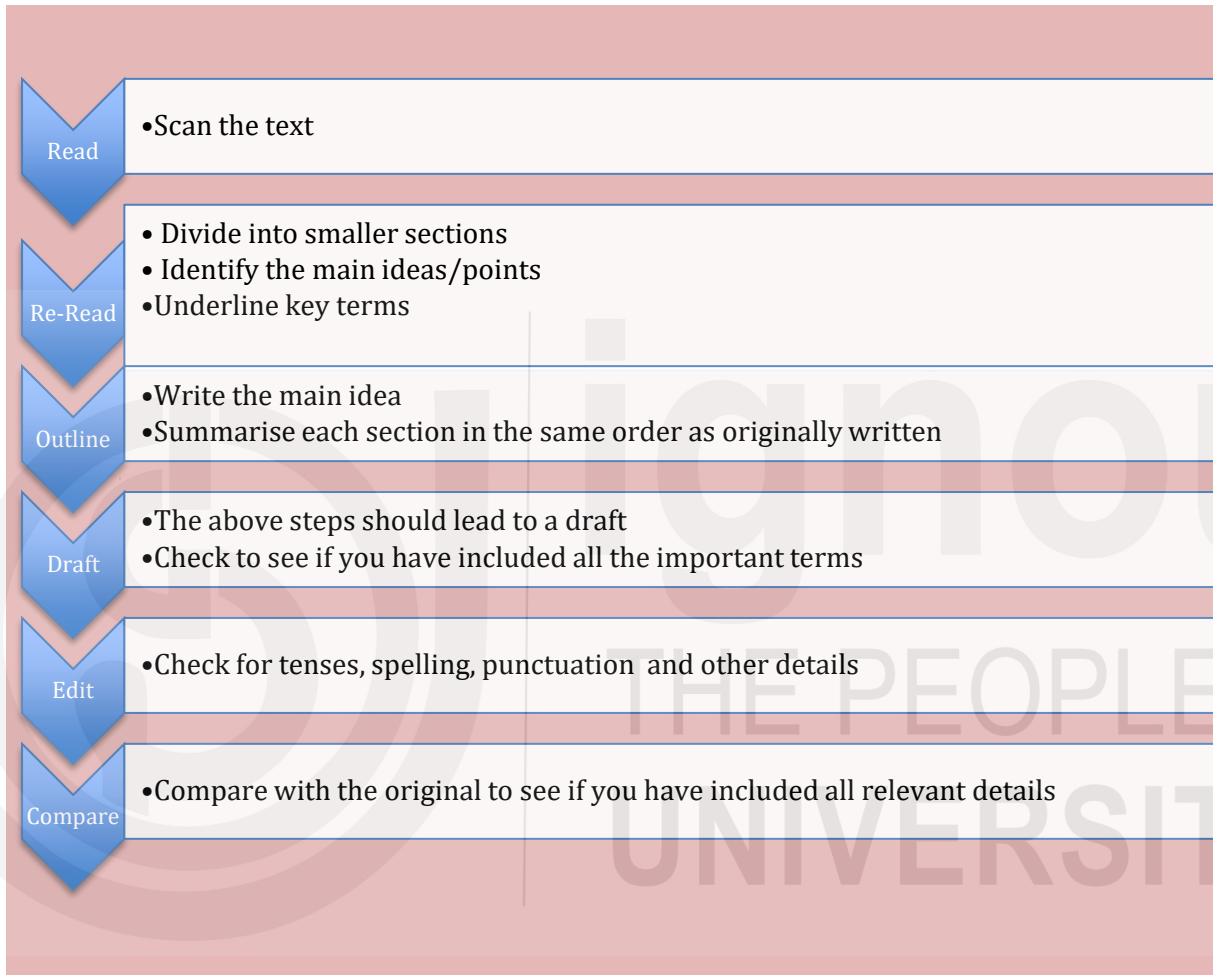 Read
•Scan the text
Re-Read
• Divide into smaller sections
• Identify the main ideas/points
•Underline key terms
Outline
•Write the main idea
•Summarise each section in the same order as originally written
Draft
•The above steps should lead to a draft
•Check to see if you have included all the important terms
Edit
•Check for tenses, spelling, punctuation and other details
Compare
•Compare with the original to see if you have included all relevant details
ignou
THE PEOPLE
UNIVERSIT